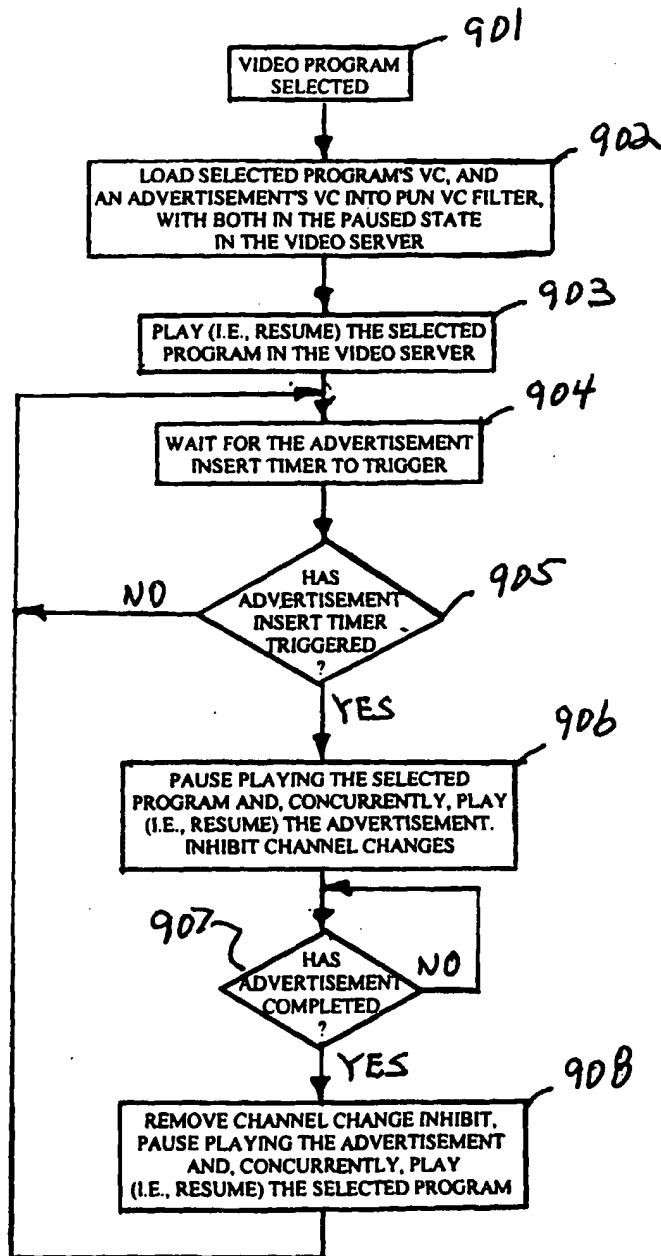 901
VIDEO PROGRAM
SELECTED
902
LOAD SELECTED PROGRAM'S VC, AND
AN ADVERTISEMENT'S VC INTO PUN VC FILTER,
WITH BOTH IN THE PAUSED STATE
IN THE VIDEO SERVER
903
PLAY (I.E., RESUME) THE SELECTED
PROGRAM IN THE VIDEO SERVER
904
WAIT FOR THE ADVERTISEMENT
INSERT TIMER TO TRIGGER
905
NO
HAS
ADVERTISEMENT
INSERT TIMER
TRIGGERED
?
YES
906
PAUSE PLAYING THE SELECTED
PROGRAM AND, CONCURRENTLY, PLAY
(I.E., RESUME) THE ADVERTISEMENT.
INHIBIT CHANNEL CHANGES
907
HAS
ADVERTISEMENT
COMPLETED
?
NO
YES
908
REMOVE CHANNEL CHANGE INHIBIT,
PAUSE PLAYING THE ADVERTISEMENT
AND, CONCURRENTLY, PLAY
(I.E., RESUME) THE SELECTED PROGRAM